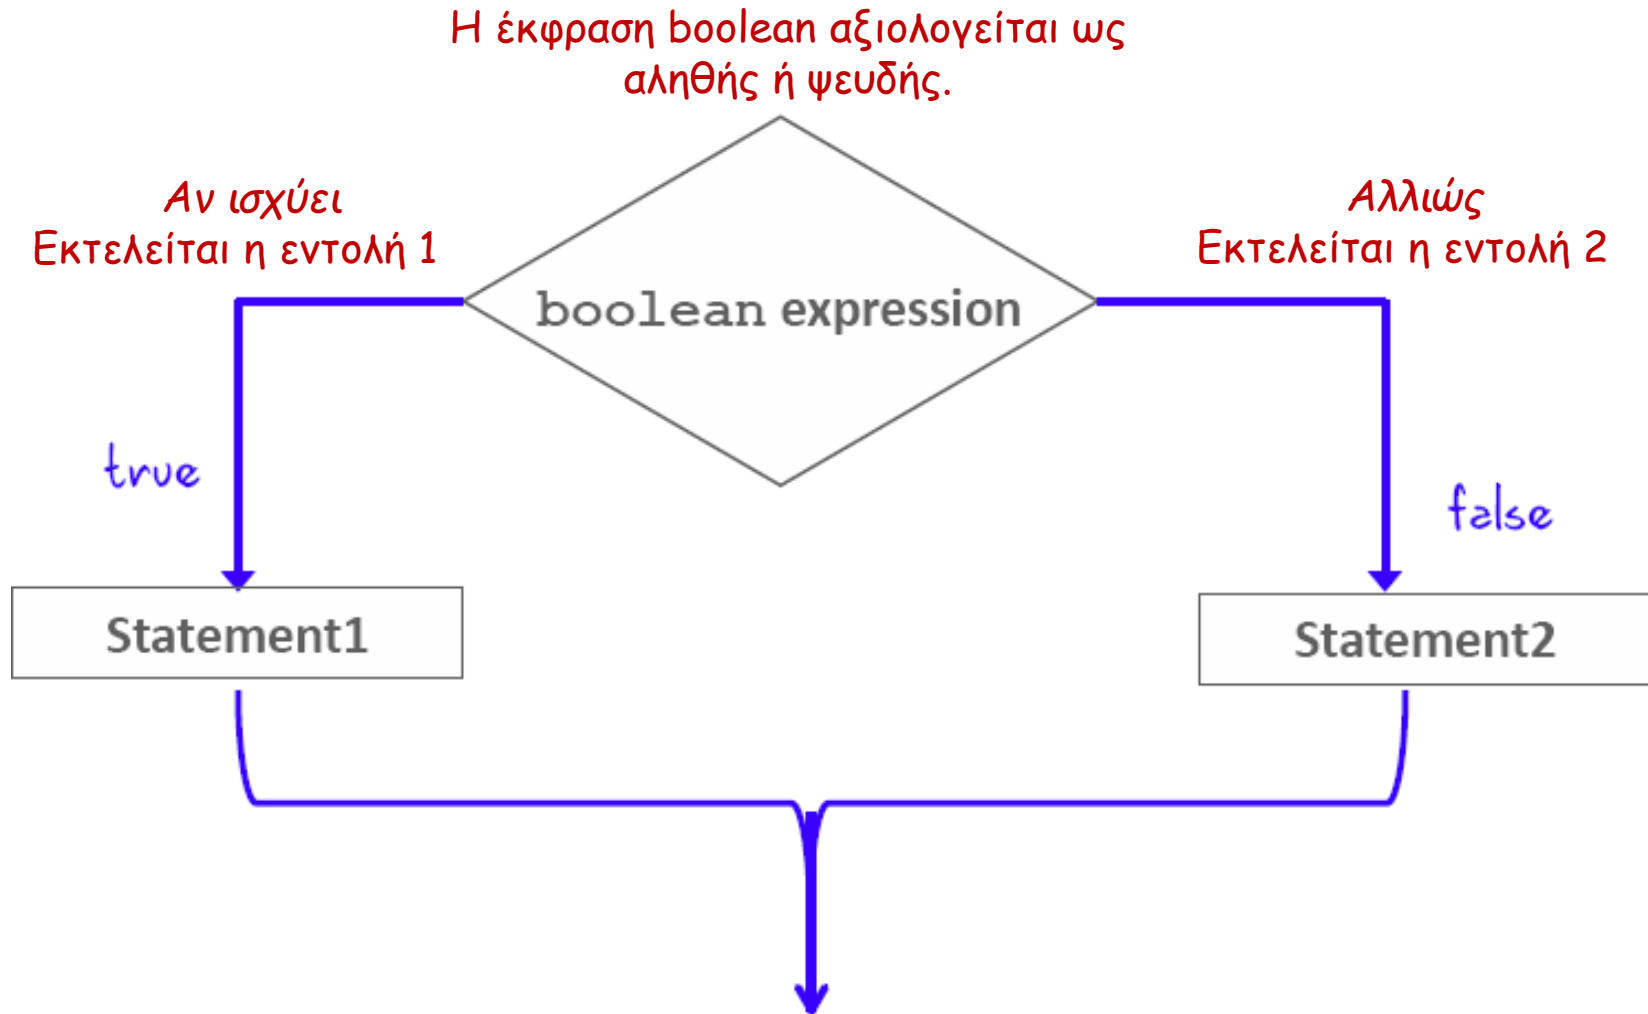 Η έκφραση boolean αξιολογείται ως
αληθής ή ψευδής.
Αν ισχύει
Εκτελείται η εντολή 1
Αλλιώς
Εκτελείται η εντολή 2
boolean expression
true
false
Statement1
Statement2